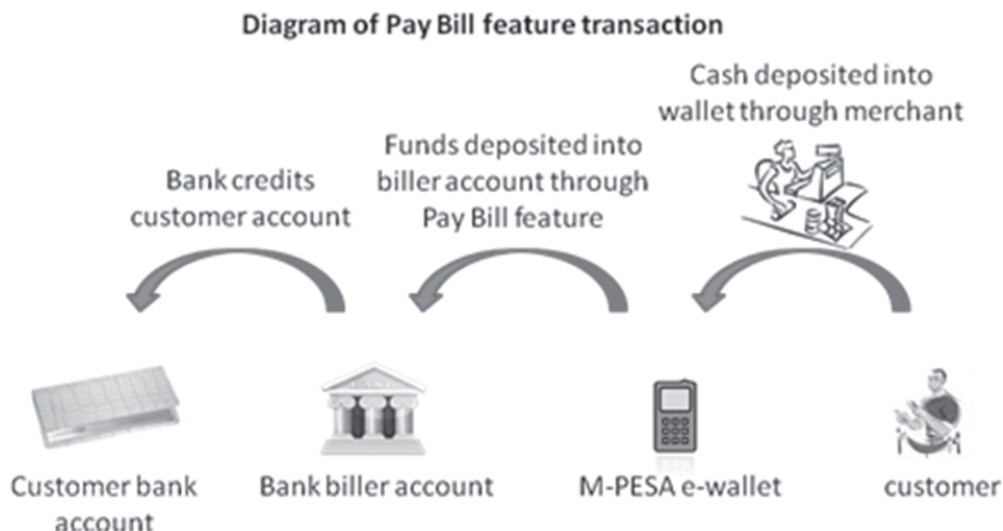 Diagram of Pay Bill feature transaction
Cash deposited into
wallet through merchant
Funds deposited into
biller account through
Pay Bill feature
Bank credits
customer account
Customer bank
account
Bank biller account
M-PESA e-wallet
customer